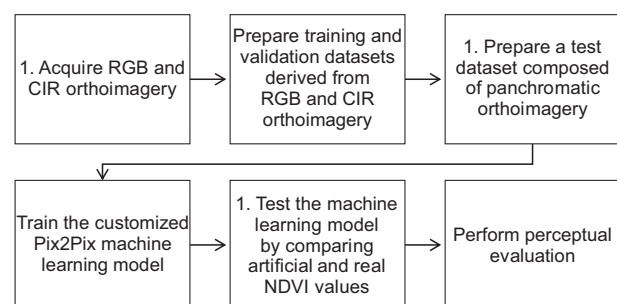 1. Acquire RGB and
CIR orthoimagery
Prepare training and
validation datasets
derived from
RGB and CIR
orthoimagery
1. Prepare a test
dataset composed
of panchromatic
orthoimagery
Train the customized
Pix2Pix machine
learning model
1. Test the machine
learning model
by comparing
artificial and real
NDVI values
Perform perceptual
evaluation